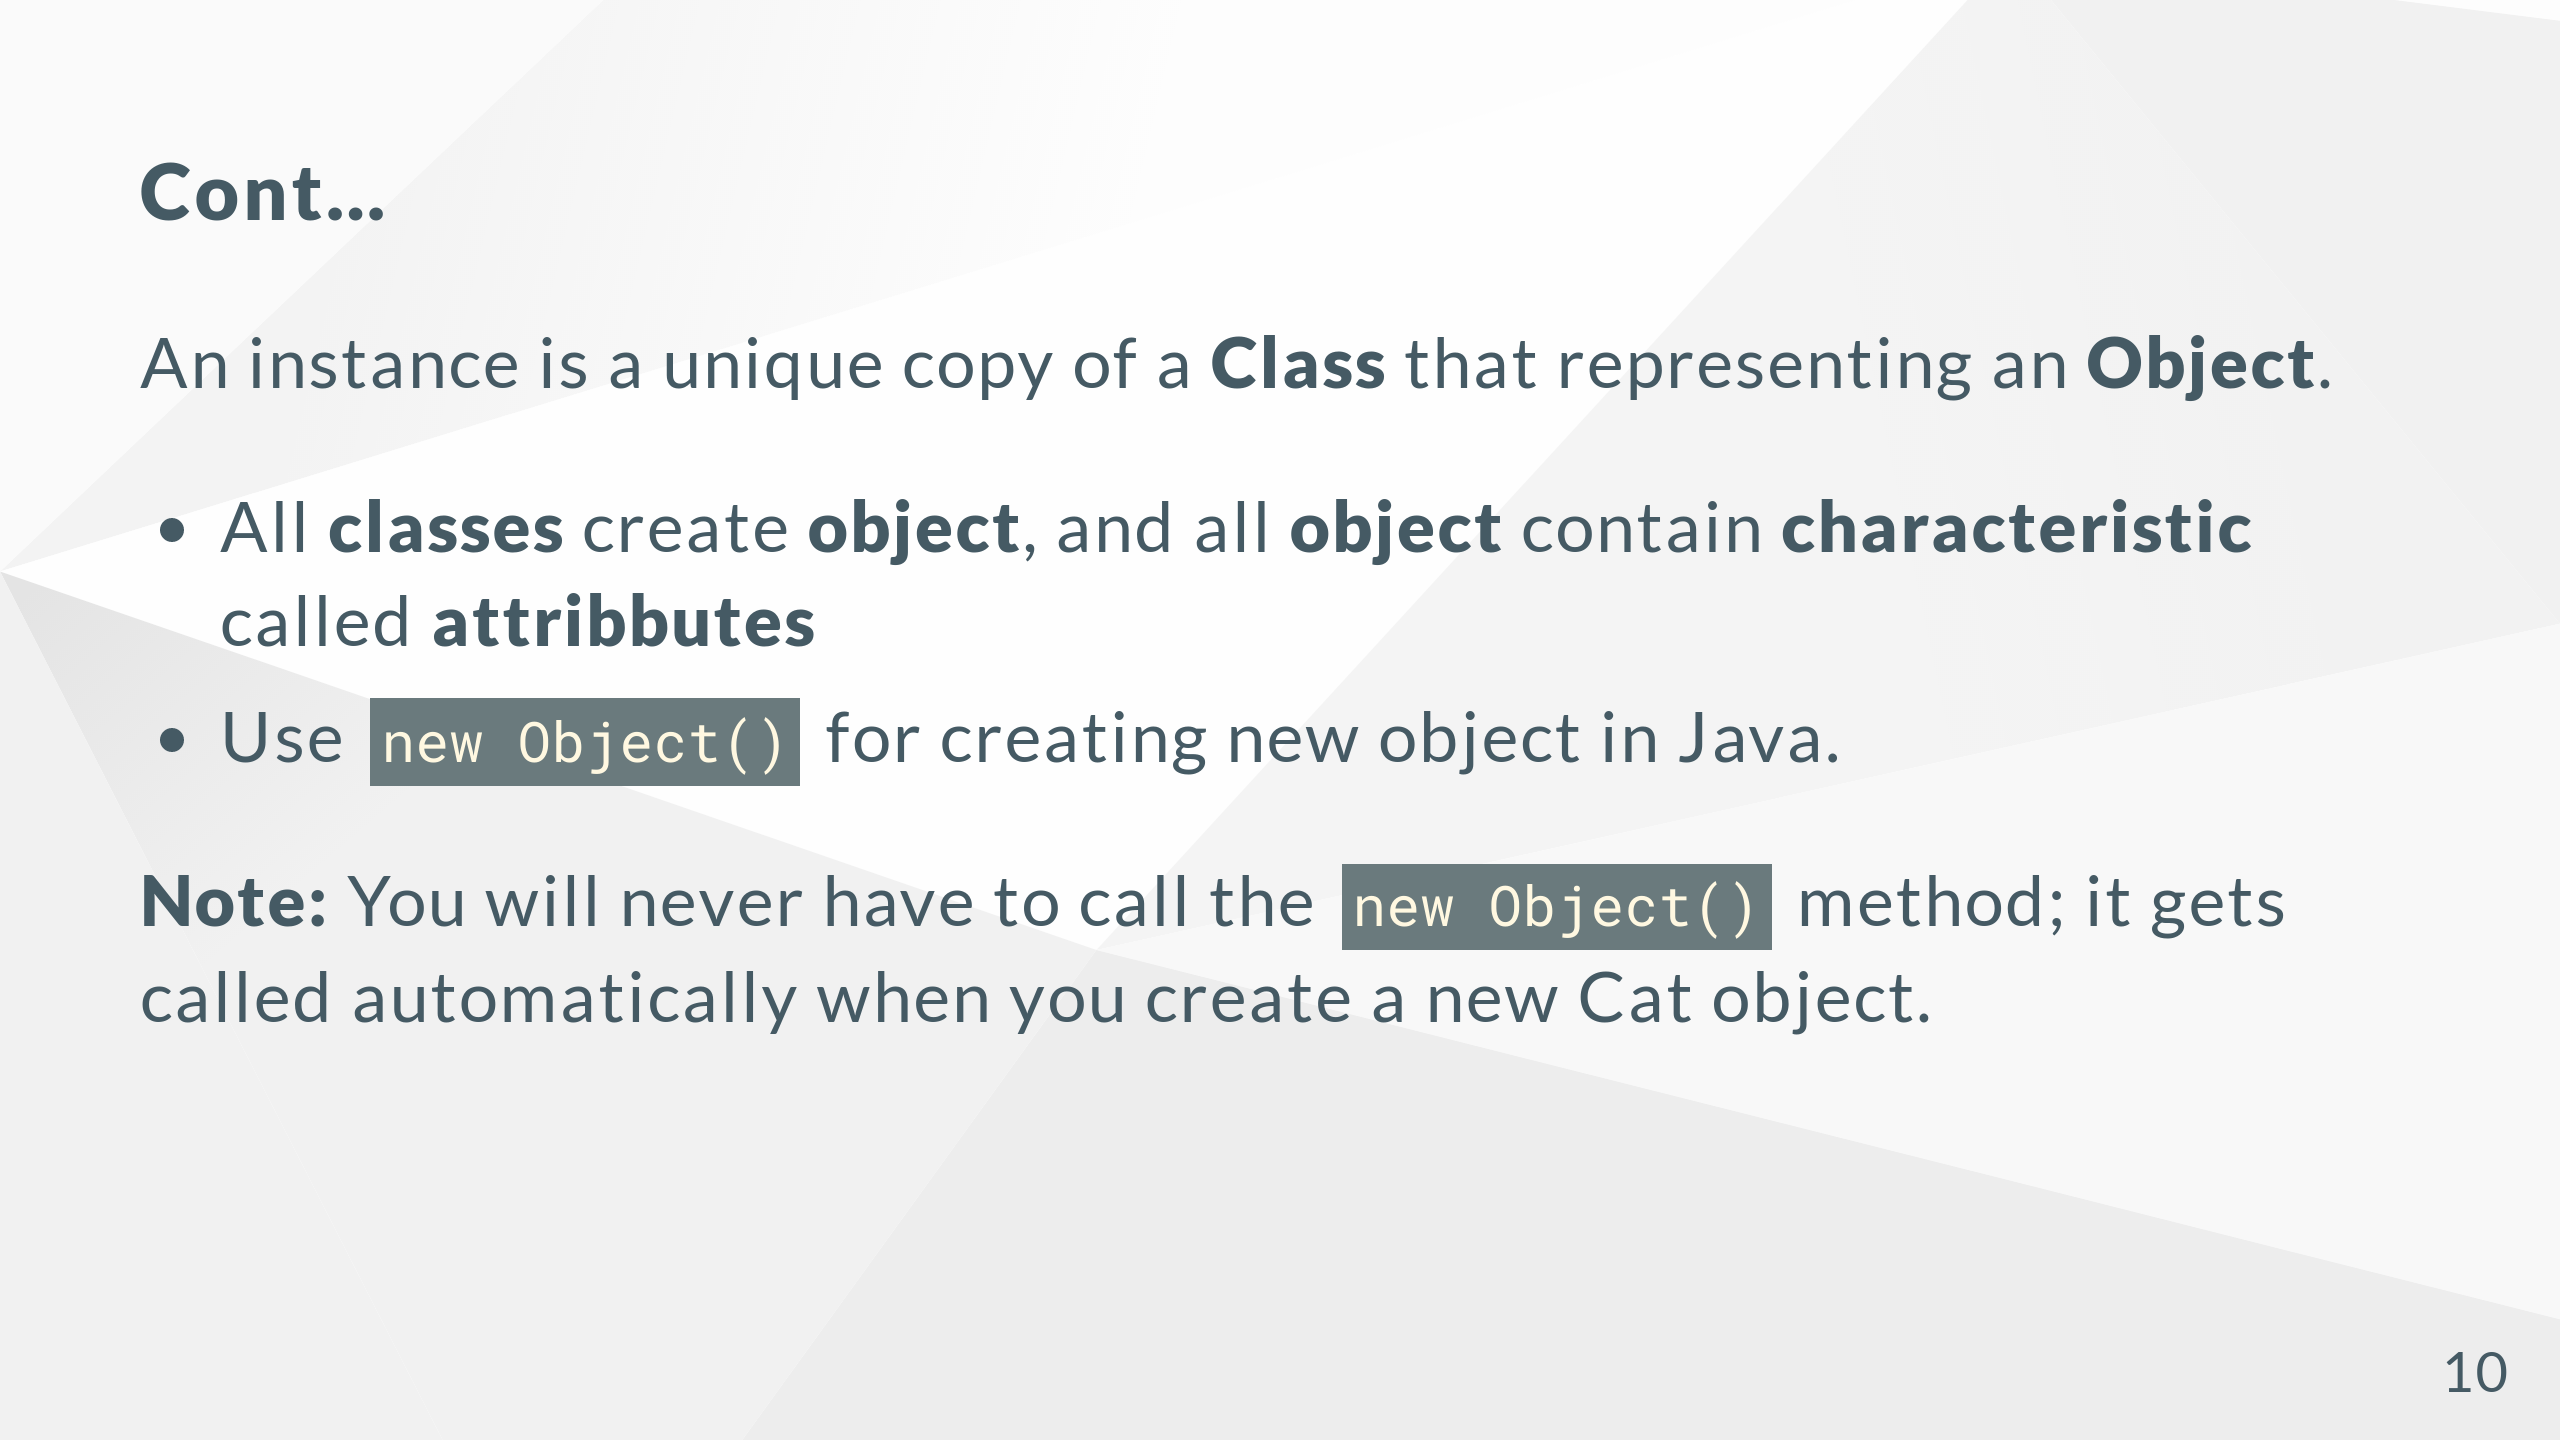 Cont...
An instance is a unique copy of a Class that representing an Object.
• All classes create object, and all object contain characteristic
called attribbutes
• Use new Object() for creating new object in Java.
Note: You will never have to call the new Object() method; it gets
called automatically when you create a new Cat object.
10